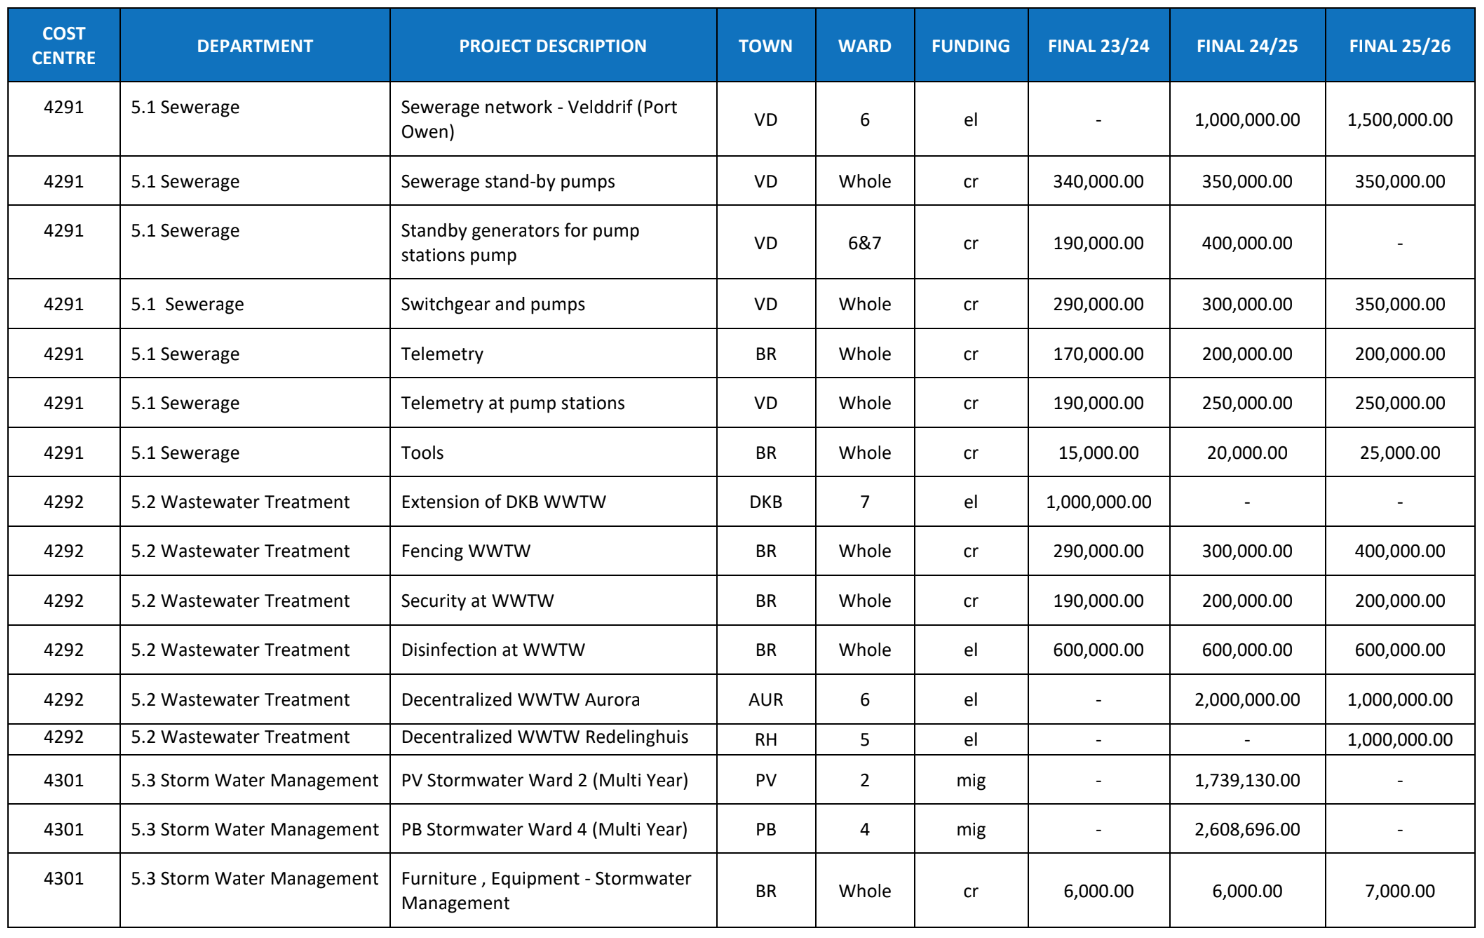 COST CENTRE DEPARTMENT PROJECT DESCRIPTION TOWN WARD FUNDING FINAL 23/24 FINAL 24/25 FINAL 25/26
4291 5.1 Sewerage Sewerage network - Velddrif (Port Owen) VD 6 el - 1,000,000.00 1,500,000.00
4291 5.1 Sewerage Sewerage stand-by pumps VD Whole cr 340,000.00 350,000.00 350,000.00
4291 5.1 Sewerage Standby generators for pump stations pump VD 6&7 cr 190,000.00 400,000.00 -
4291 5.1 Sewerage Switchgear and pumps VD Whole cr 290,000.00 300,000.00 350,000.00
4291 5.1 Sewerage Telemetry BR Whole cr 170,000.00 200,000.00 200,000.00
4291 5.1 Sewerage Telemetry at pump stations VD Whole cr 190,000.00 250,000.00 250,000.00
4291 5.1 Sewerage Tools BR Whole cr 15,000.00 20,000.00 25,000.00
4292 5.2 Wastewater Treatment Extension of DKB WWTW DKB 7 el 1,000,000.00 - -
4292 5.2 Wastewater Treatment Fencing WWTW BR Whole cr 290,000.00 300,000.00 400,000.00
4292 5.2 Wastewater Treatment Security at WWTW BR Whole cr 190,000.00 200,000.00 200,000.00
4292 5.2 Wastewater Treatment Disinfection at WWTW BR Whole el 600,000.00 600,000.00 600,000.00
4292 5.2 Wastewater Treatment Decentralized WWTW Aurora AUR 6 el - 2,000,000.00 1,000,000.00
4292 5.2 Wastewater Treatment Decentralized WWTW Redelinghuis RH 5 el - - 1,000,000.00
4301 5.3 Storm Water Management PV Stormwater Ward 2 (Multi Year) PV 2 mig - 1,739,130.00 -
4301 5.3 Storm Water Management PB Stormwater Ward 4 (Multi Year) PB 4 mig - 2,608,696.00 -
4301 5.3 Storm Water Management Furniture , Equipment - Stormwater Management BR Whole cr 6,000.00 6,000.00 7,000.00